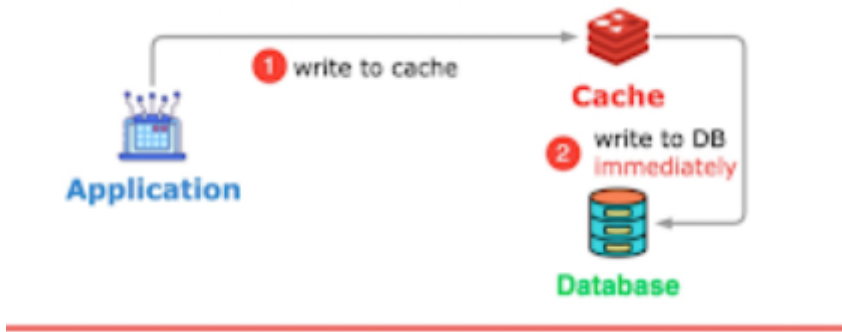 1 write to cache
Cache
2 write to DB
immediately
Application
Database